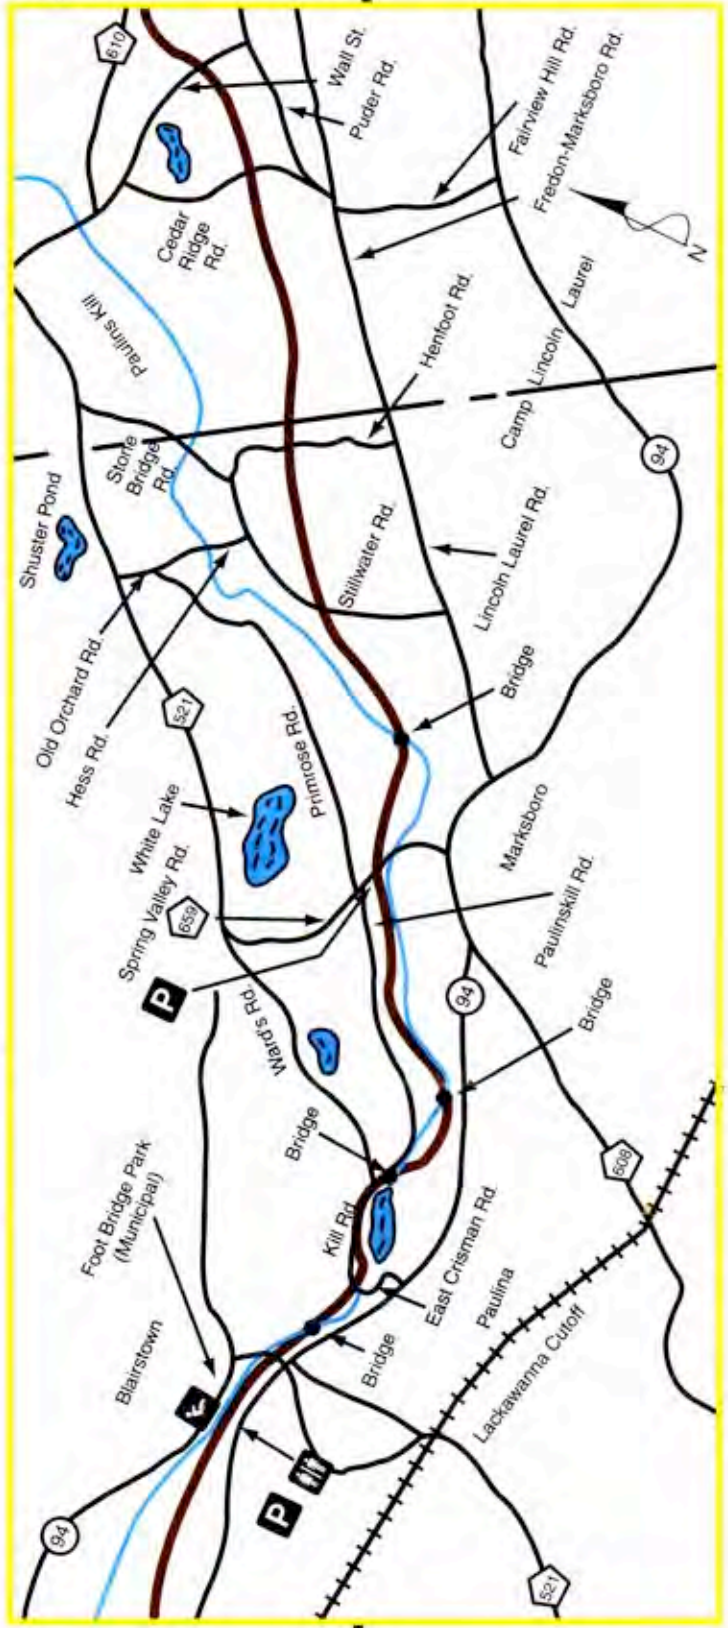 610
Wall St.
Puder Rd.
Fairview Hill Rd.
Fredon-Marksboro Rd.
Cedar
Ridge
Rd.
N
Paulins Kill
Henfoot Rd.
Camp Lincoln Laurel
94
Stone
Bridge
Rd.
Shuster Pond
Stillwater Rd.
Lincoln Laurel Rd.
Old Orchard Rd.
Hess Rd.
521
Bridge
Primrose Rd.
White Lake
Spring Valley Rd.
659
Marksboro
Paulinskill Rd.
P
Ward's Rd.
94
Bridge
Bridge
608
Foot Bridge Park
(Municipal)
Kill Rd
East Crisman Rd.
Paulina
Blairstown
Bridge
Lackawanna Cutoff
P
94
521